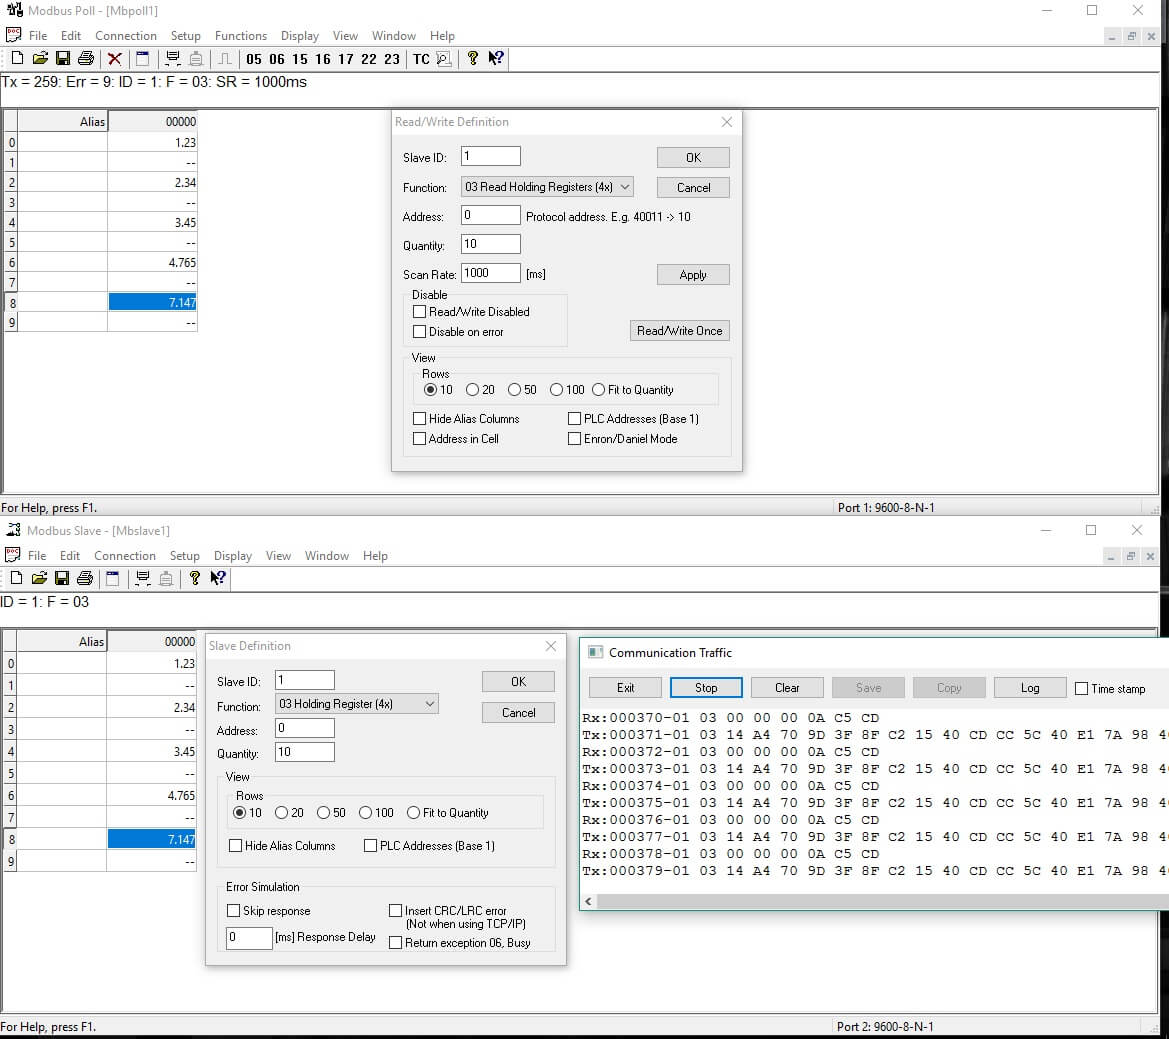 Modbus Poll - [Mbpoll1]
File Edit Connection Setup Functions Display View Window Help
05 06 15 16 17 22 23 TC
Tx = 259: Err = 9: ID = 1: F = 03: SR = 1000ms
Alias 00000
0 1.23
1 --
2 2.34
3 --
4 3.45
5 --
6 4.765
7 --
8 7.147
9 --
Read/Write Definition
Slave ID: 1 OK
Function: 03 Read Holding Registers (4x) Cancel
Address: 0 Protocol address. E.g. 40011 -> 10
Quantity: 10
Scan Rate: 1000 [ms] Apply
Disable
Read/Write Disabled
Disable on error Read/Write Once
View
Rows
10 20 50 100 Fit to Quantity
Hide Alias Columns PLC Addresses (Base 1)
Address in Cell Enron/Daniel Mode
For Help, press F1. Port 1: 9600-8-N-1
Modbus Slave - [Mbslave1]
File Edit Connection Setup Display View Window Help
ID = 1: F = 03
Alias 00000
0 1.23
1 --
2 2.34
3 --
4 3.45
5 --
6 4.765
7 --
8 7.147
9 --
Slave Definition
Slave ID: 1 OK
Function: 03 Holding Register (4x) Cancel
Address: 0
Quantity: 10
View
Rows
10 20 50 100 Fit to Quantity
Hide Alias Columns PLC Addresses (Base 1)
Error Simulation
Skip response Insert CRC/LRC error
(Not when using TCP/IP)
0 [ms] Response Delay Return exception 06, Busy
Communication Traffic
Exit Stop Clear Save Copy Log Time stamp
Rx:000370-01 03 00 00 00 0A C5 CD
Tx:000371-01 03 14 A4 70 9D 3F 8F C2 15 40 CD CC 5C 40 E1 7A 98
Rx:000372-01 03 00 00 00 0A C5 CD
Tx:000373-01 03 14 A4 70 9D 3F 8F C2 15 40 CD CC 5C 40 E1 7A 98
Rx:000374-01 03 00 00 00 0A C5 CD
Tx:000375-01 03 14 A4 70 9D 3F 8F C2 15 40 CD CC 5C 40 E1 7A 98
Rx:000376-01 03 00 00 00 0A C5 CD
Tx:000377-01 03 14 A4 70 9D 3F 8F C2 15 40 CD CC 5C 40 E1 7A 98
Rx:000378-01 03 00 00 00 0A C5 CD
Tx:000379-01 03 14 A4 70 9D 3F 8F C2 15 40 CD CC 5C 40 E1 7A 98
For Help, press F1. Port 2: 9600-8-N-1